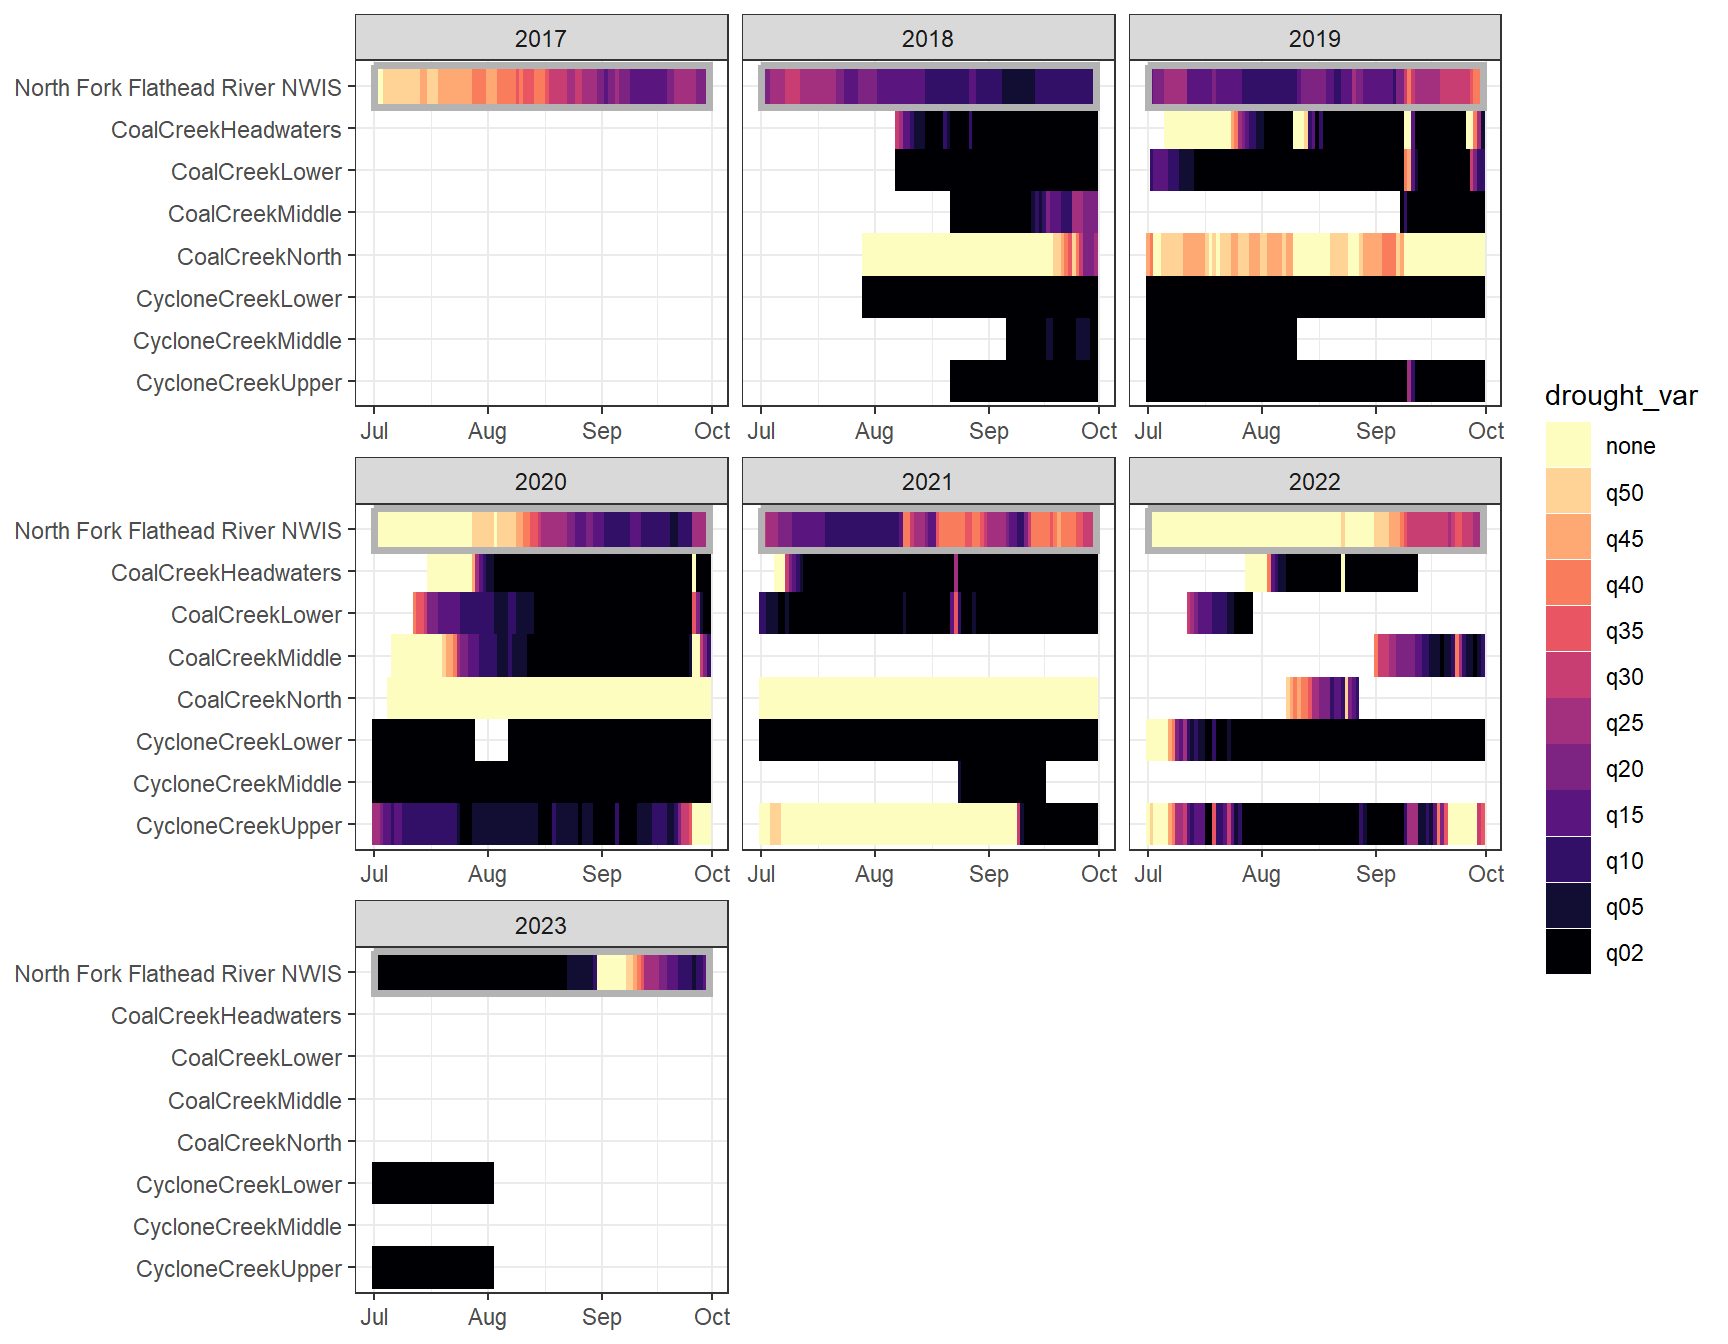 2017 2018 2019
North Fork Flathead River NWIS
CoalCreekHeadwaters
CoalCreekLower
CoalCreekMiddle
CoalCreekNorth
CycloneCreekLower
CycloneCreekMiddle
CycloneCreekUpper
Jul Aug Sep Oct Jul Aug Sep Oct Jul Aug Sep Oct
2020 2021 2022
North Fork Flathead River NWIS
CoalCreekHeadwaters
CoalCreekLower
CoalCreekMiddle
CoalCreekNorth
CycloneCreekLower
CycloneCreekMiddle
CycloneCreekUpper
Jul Aug Sep Oct Jul Aug Sep Oct Jul Aug Sep Oct
2023
North Fork Flathead River NWIS
CoalCreekHeadwaters
CoalCreekLower
CoalCreekMiddle
CoalCreekNorth
CycloneCreekLower
CycloneCreekMiddle
CycloneCreekUpper
Jul Aug Sep Oct
drought_var
none
q50
q45
q40
q35
q30
q25
q20
q15
q10
q05
q02